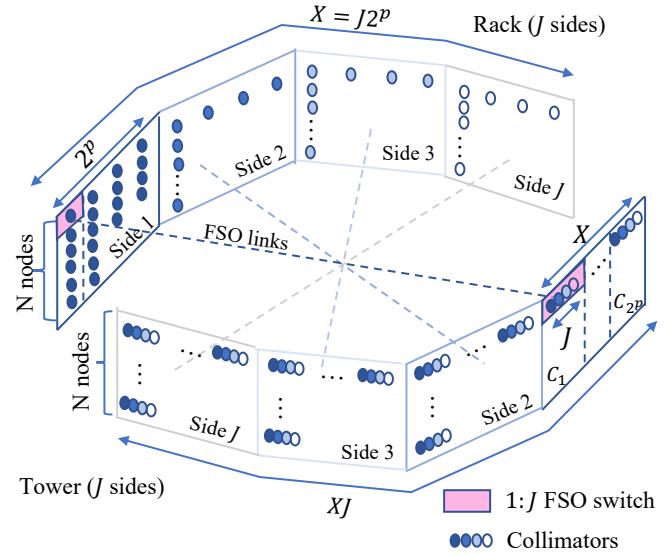 X = J2^p
Rack (J sides)
2^p
Side 1
Side 2
Side 3
Side J
N nodes
FSO links
X
J
C_1
C_{2^p}
N nodes
Side J
Side 3
Side 2
Tower (J sides)
XJ
1: J FSO switch
Collimators